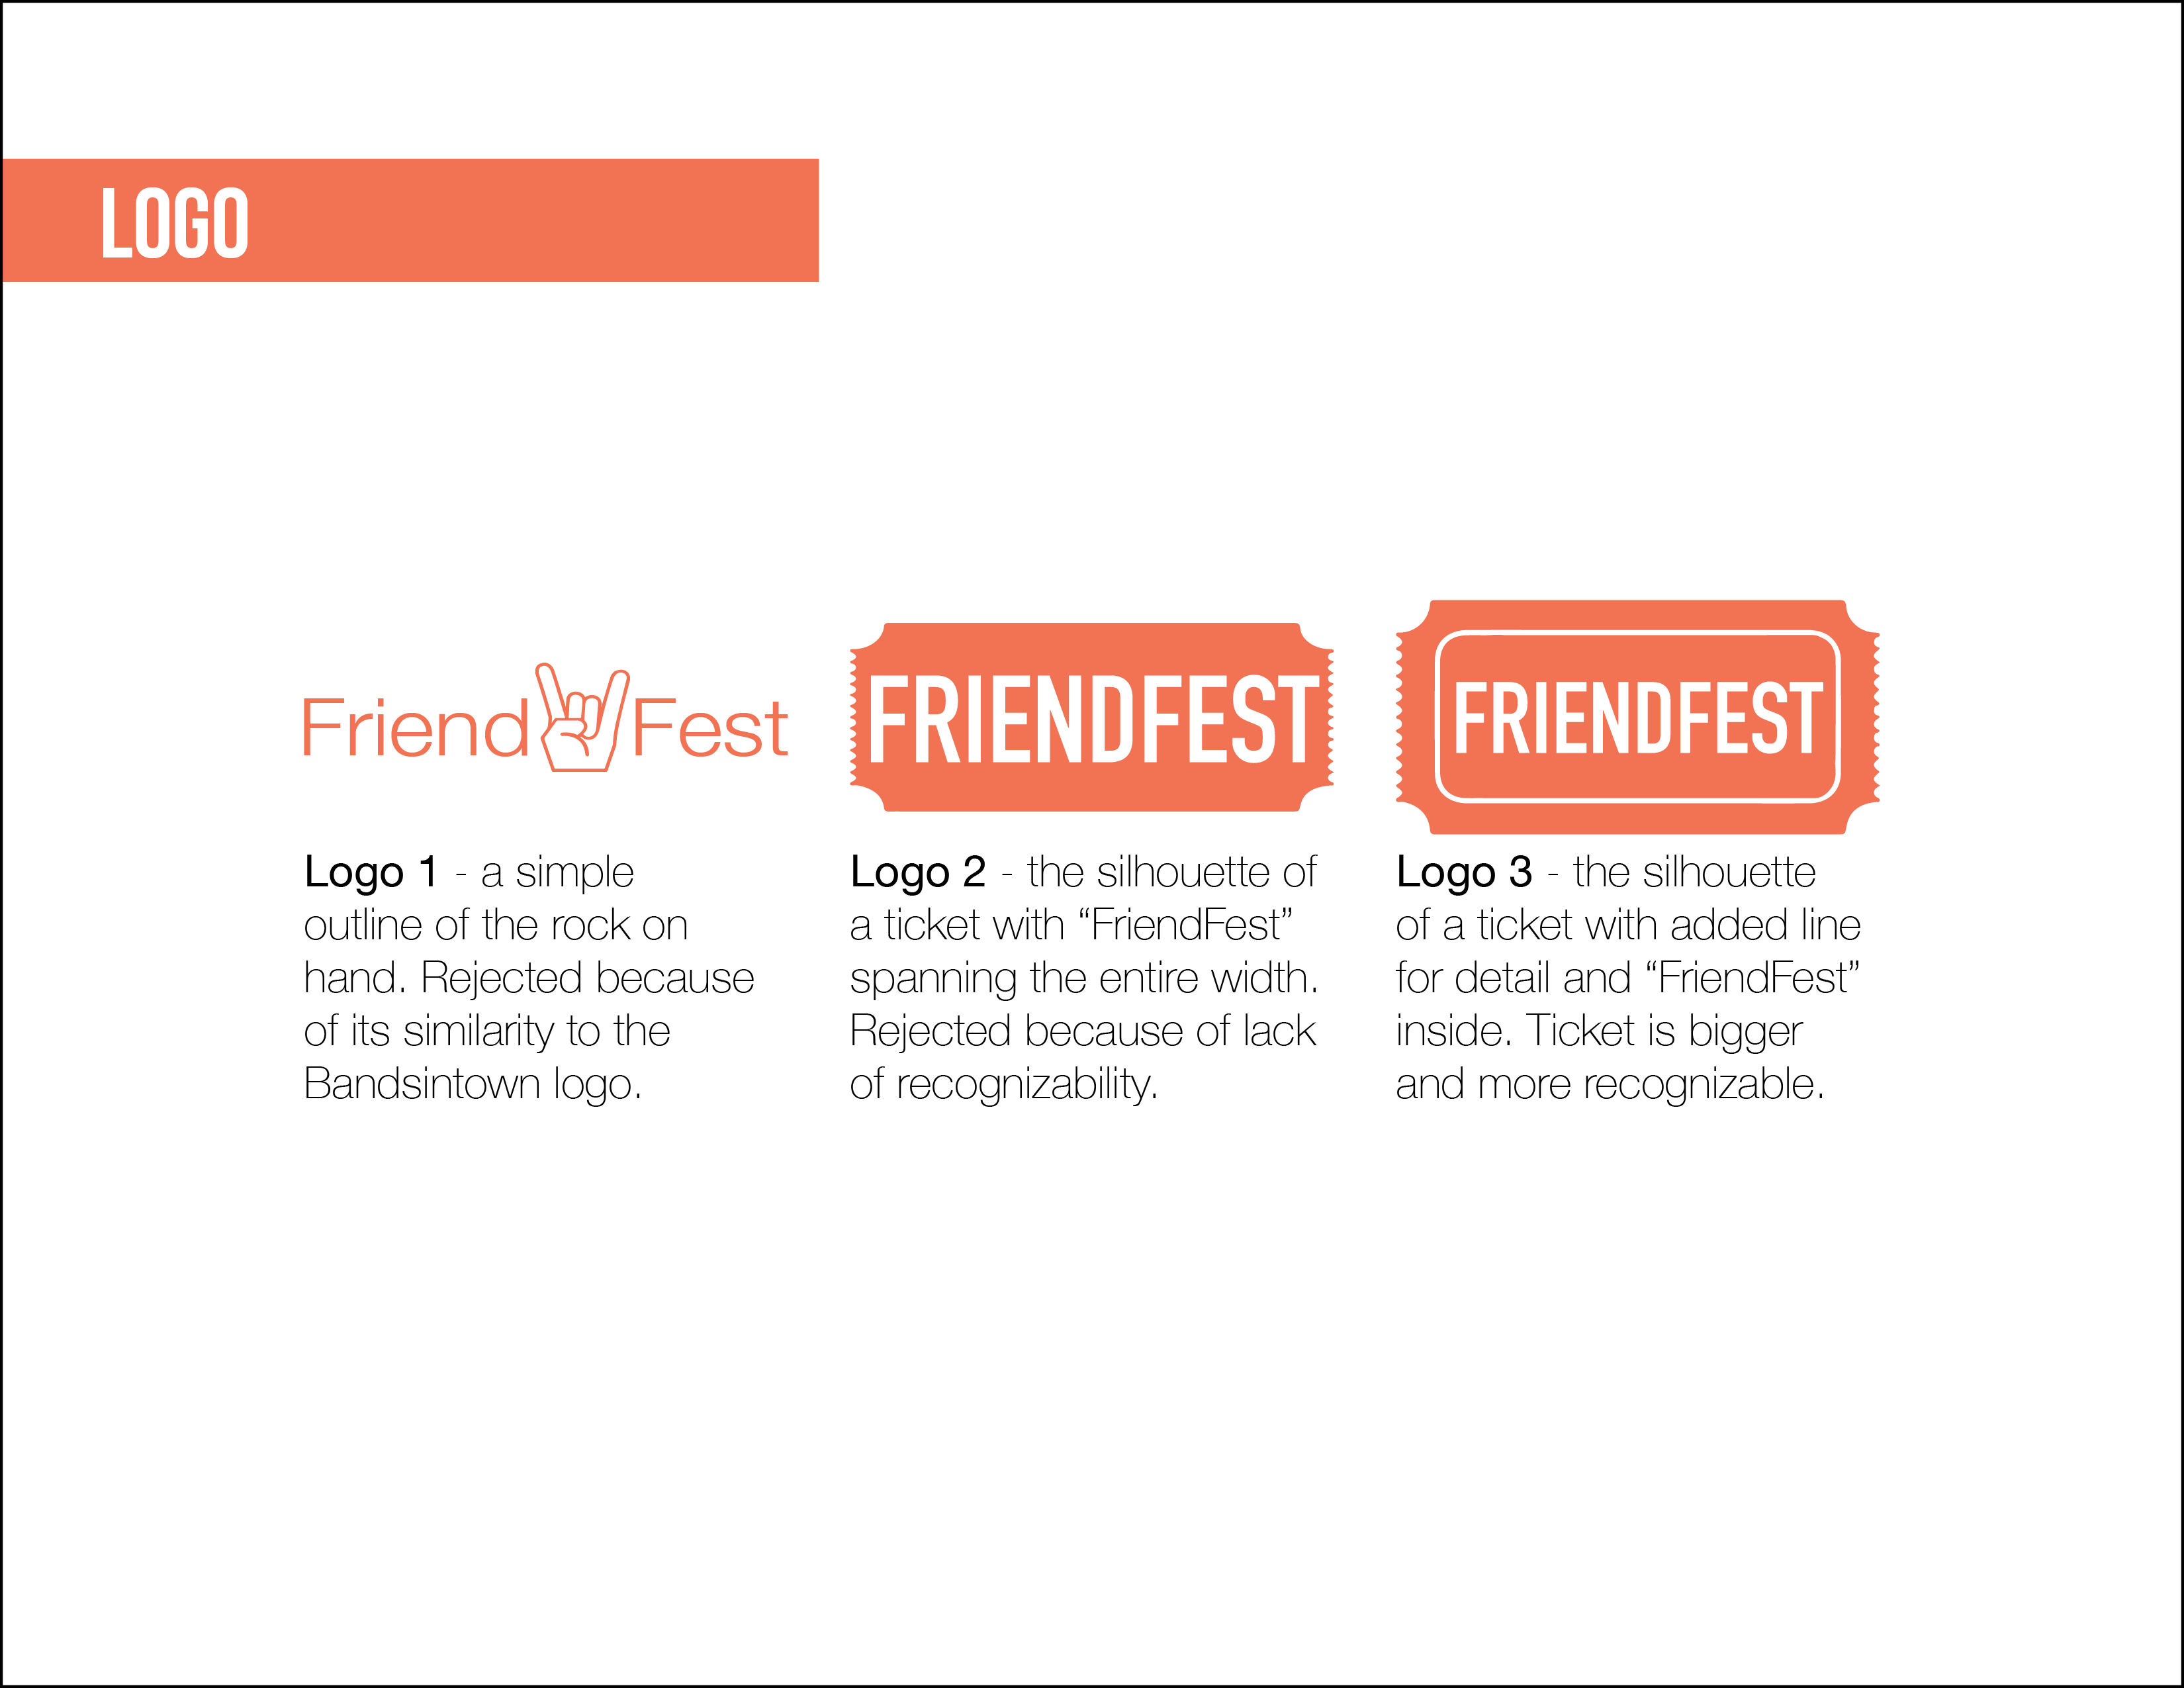 LOGO
Friend Fest
FRIENDFEST
FRIENDFEST
Logo 1 - a simple
outline of the rock on
hand. Rejected because
of its similarity to the
Bandsintown logo.
Logo 2 - the silhouette of
a ticket with “FriendFest”
spanning the entire width.
Rejected because of lack
of recognizability.
Logo 3 - the silhouette
of a ticket with added line
for detail and “FriendFest”
inside. Ticket is bigger
and more recognizable.